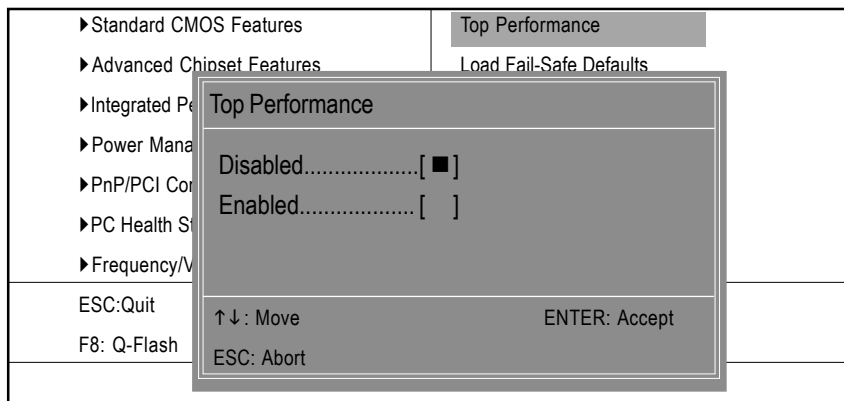 ▶Standard CMOS Features
▶Advanced Chipset Features
▶Integrated Pe
▶Power Mana
▶PnP/PCI Con
▶PC Health St
▶Frequency/V
Top Performance
Load Fail-Safe Defaults
Top Performance
Disabled...................[ ■ ]
Enabled................... [ ]
↑↓: Move ENTER: Accept
ESC: Abort
ESC:Quit
F8: Q-Flash